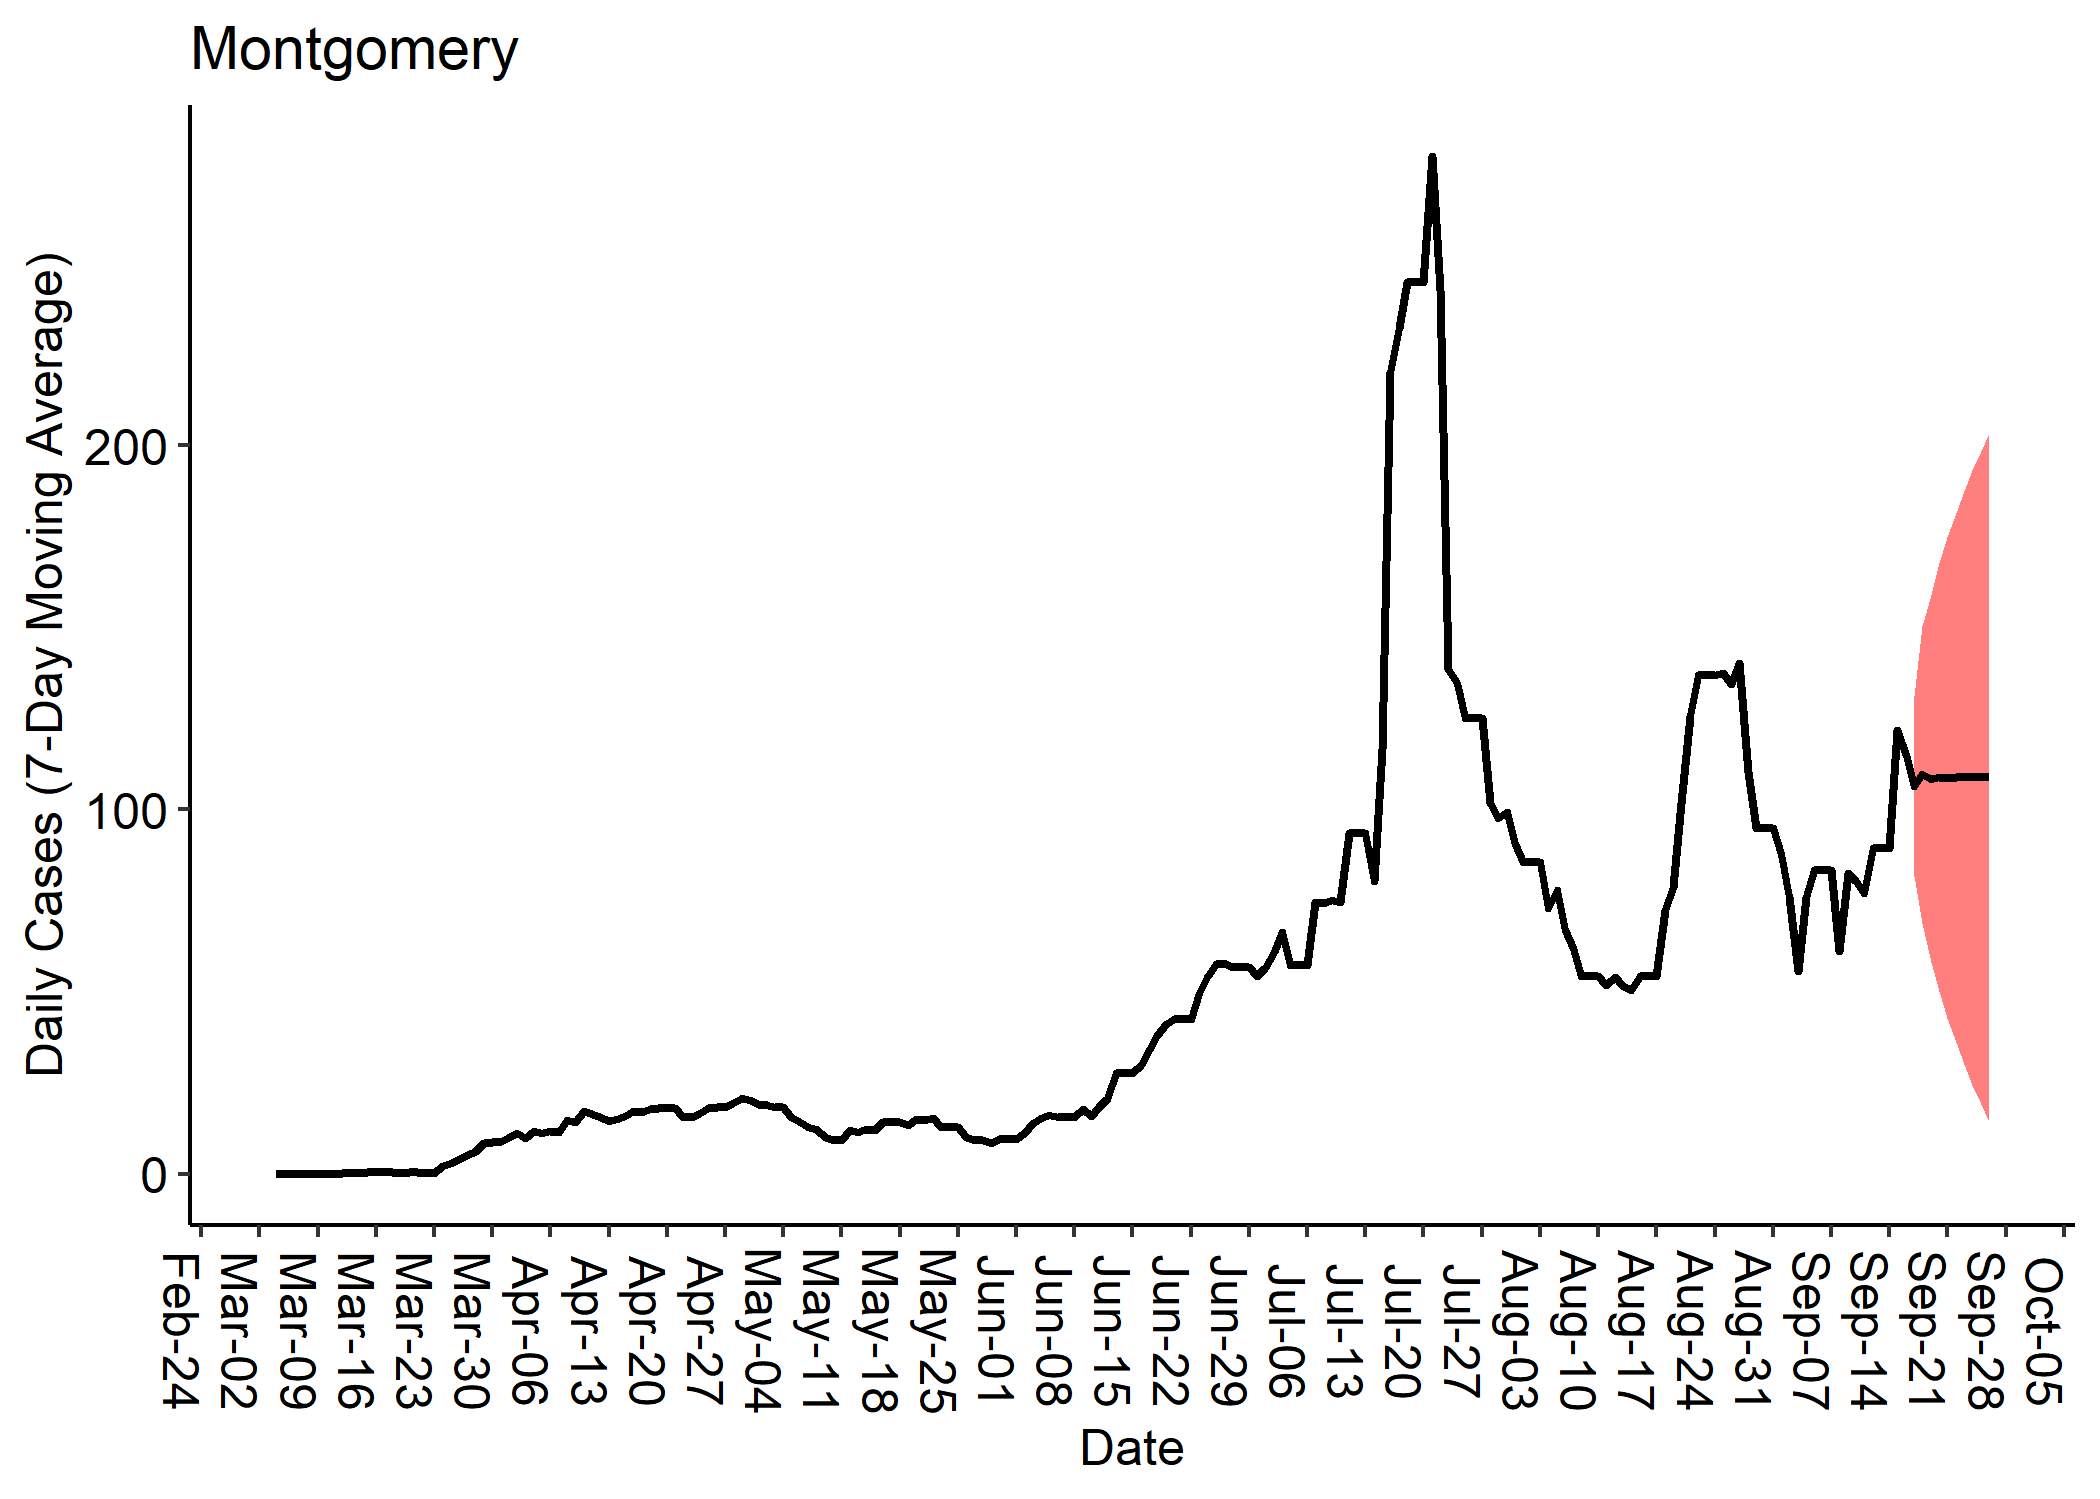 Montgomery
Daily Cases (7-Day Moving Average)
200
100
0
Feb-24
Mar-02
Mar-09
Mar-16
Mar-23
Mar-30
Apr-06
Apr-13
Apr-20
Apr-27
May-04
May-11
May-18
May-25
Jun-01
Jun-08
Jun-15
Jun-22
Jun-29
Jul-06
Jul-13
Jul-20
Jul-27
Aug-03
Aug-10
Aug-17
Aug-24
Aug-31
Sep-07
Sep-14
Sep-21
Sep-28
Oct-05
Date